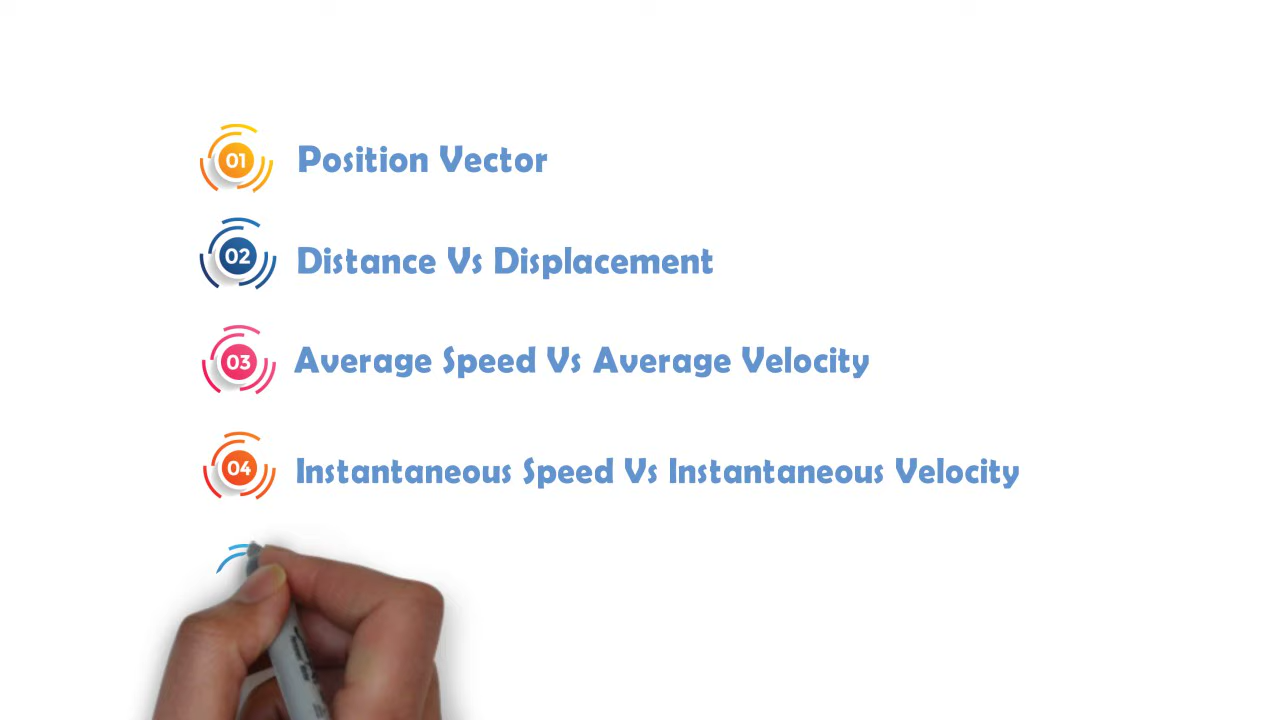 01 Position Vector
02 Distance Vs Displacement
03 Average Speed Vs Average Velocity
04 Instantaneous Speed Vs Instantaneous Velocity